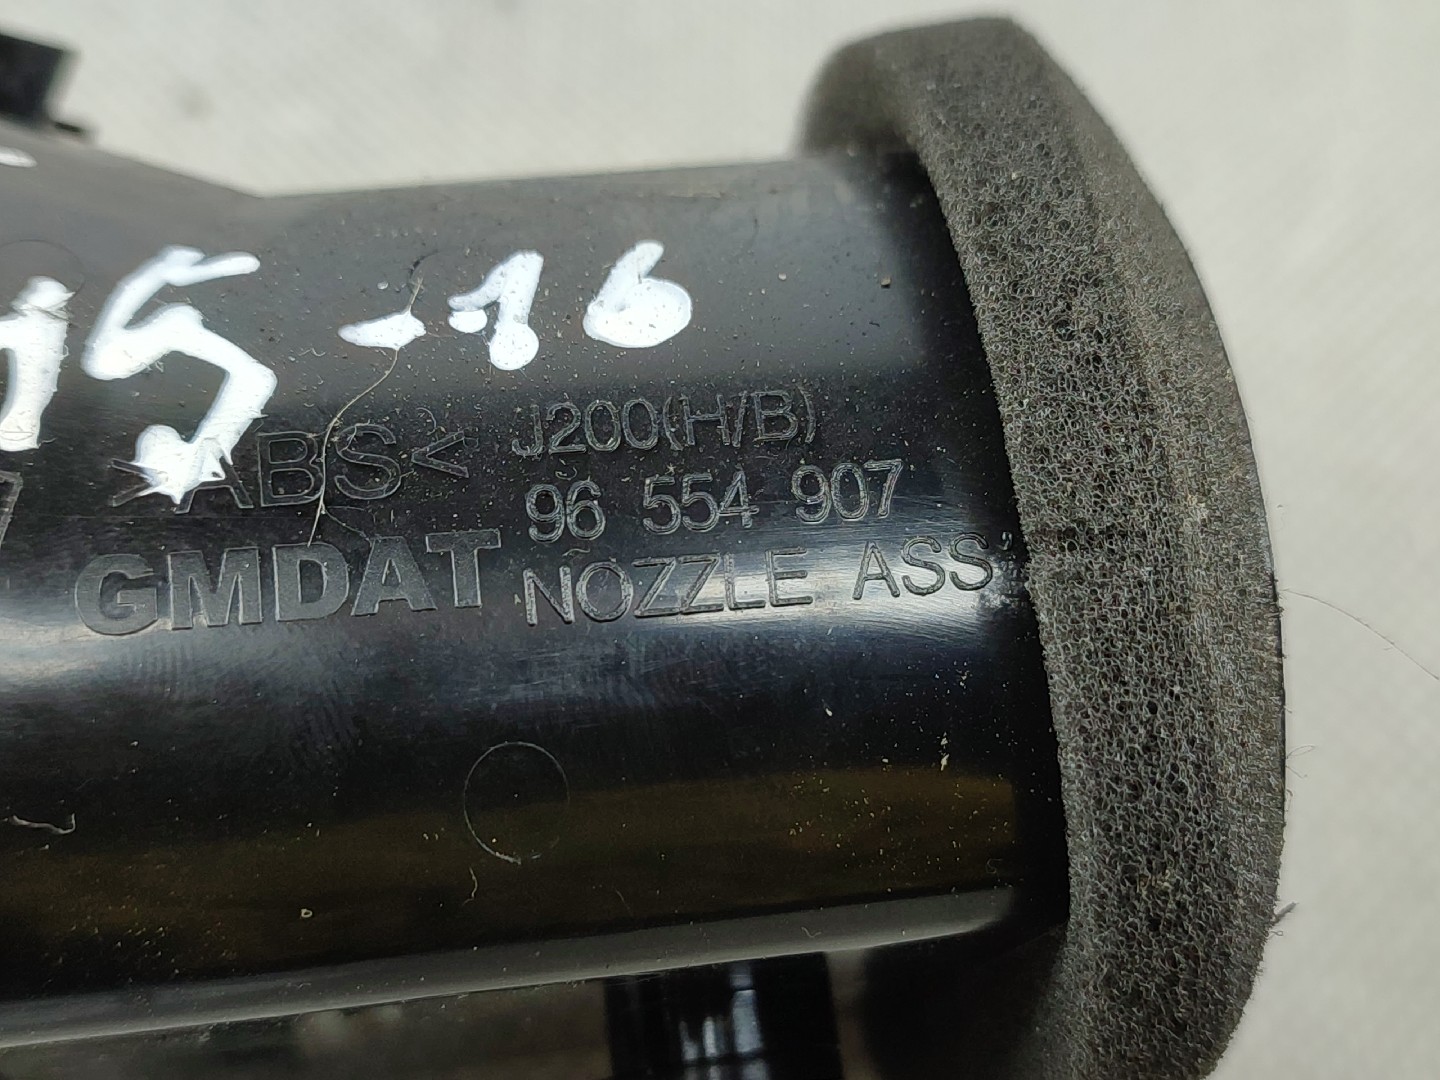 15 -16
>ABS<
J200(H/B)
96 554 907
GMDAT
NOZZLE ASS'